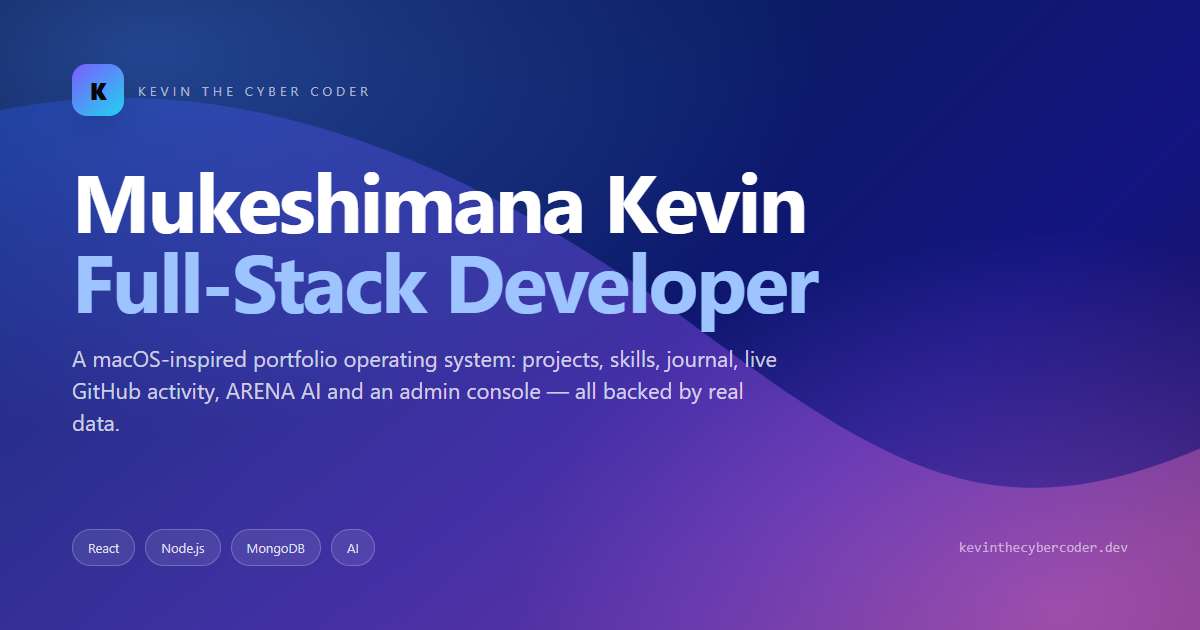 K
KEVIN THE CYBER CODER
Mukeshimana Kevin
Full-Stack Developer
A macOS-inspired portfolio operating system: projects, skills, journal, live
GitHub activity, ARENA AI and an admin console — all backed by real
data.
React
Node.js
MongoDB
AI
kevinthecybercoder.dev